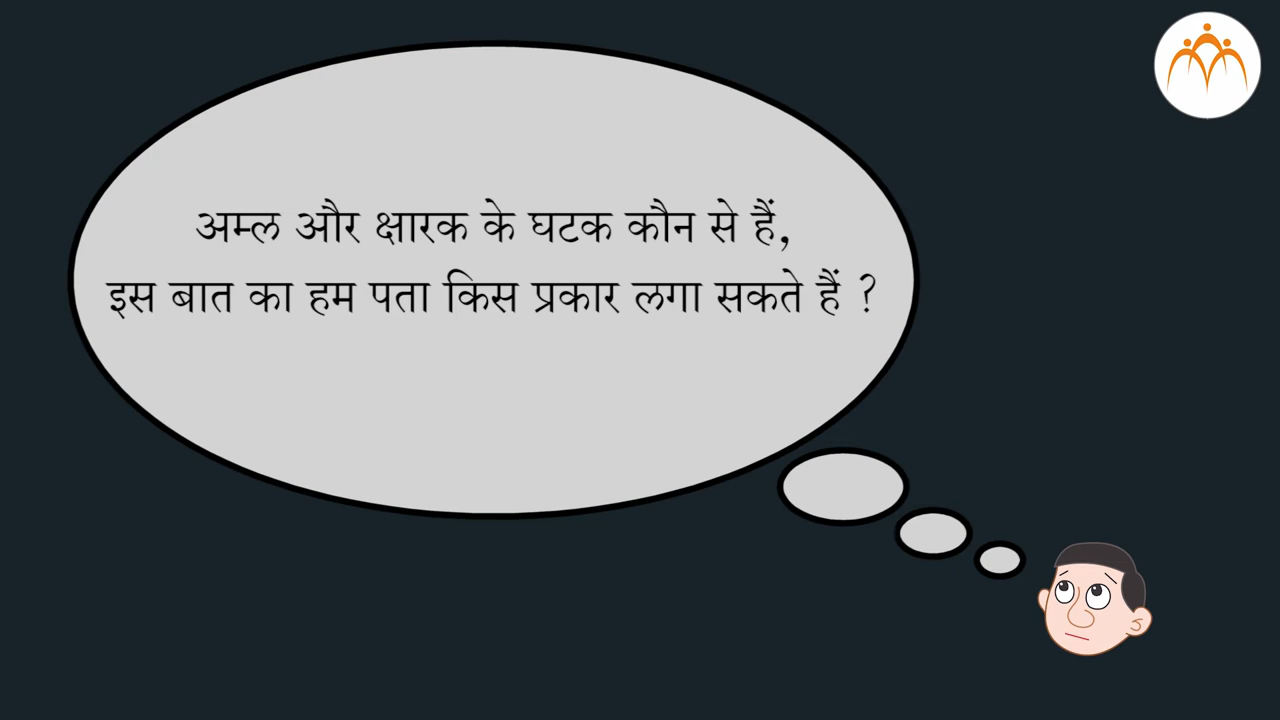 अम्ल और क्षारक के घटक कौन से हैं,
इस बात का हम पता किस प्रकार लगा सकते हैं ?